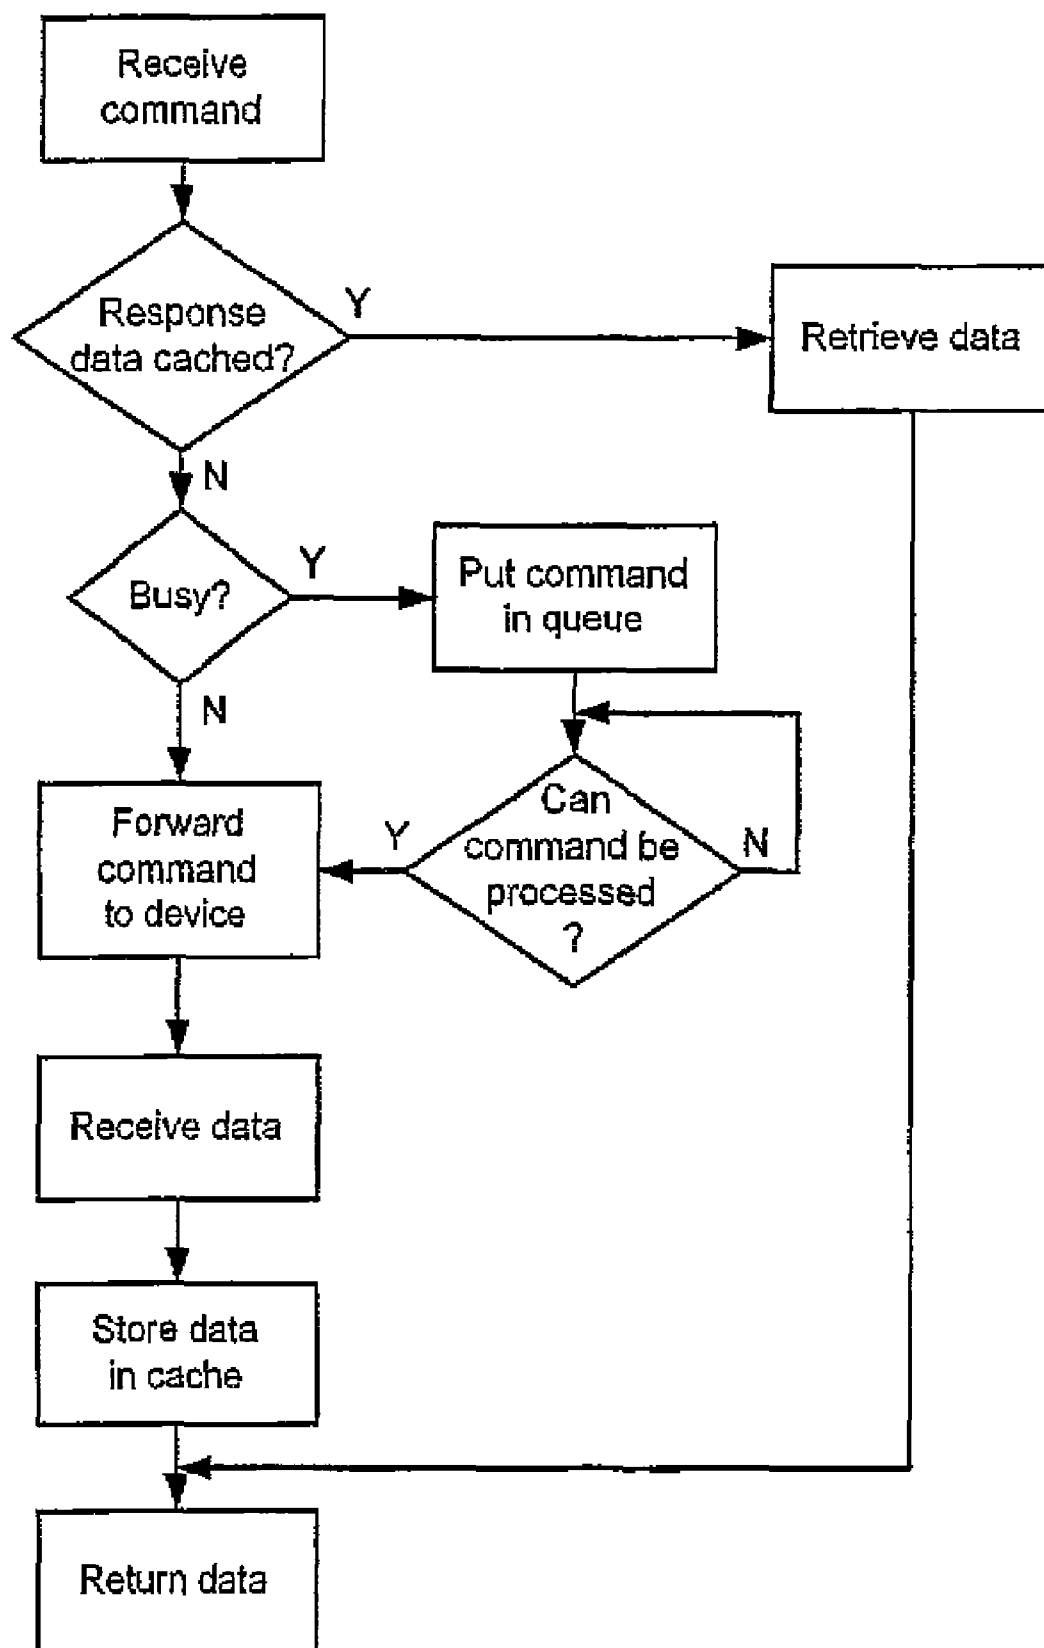 Receive
command
Response
data cached?
Y
Retrieve data
N
Busy?
Y
Put command
in queue
N
Forward
command
to device
Y
Can
command be
processed
?
N
Receive data
Store data
in cache
Return data